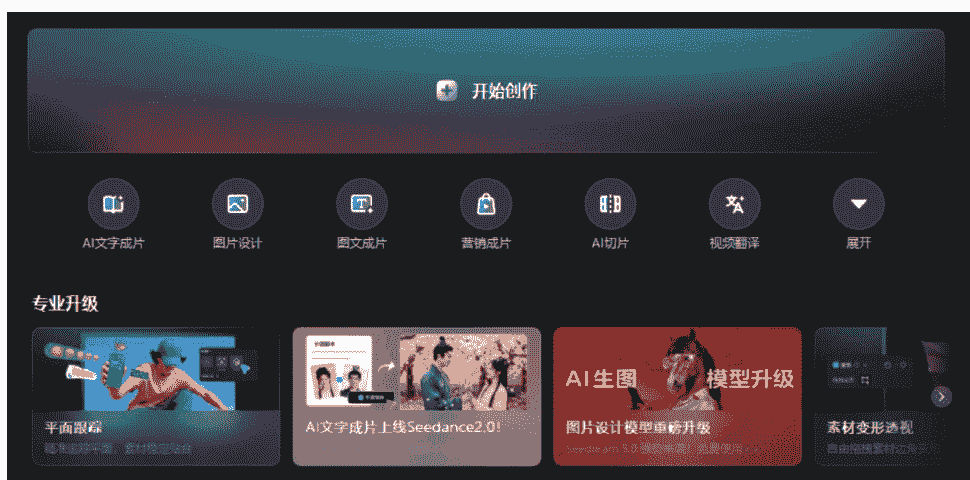 开始创作
AI文字成片
图片设计
图文成片
营销成片
AI切片
视频翻译
展开
专业升级
AI生图 模型升级
平面跟踪
AI文字成片上线Seedance2.0!
图片设计模型重磅升级
素材变形透视